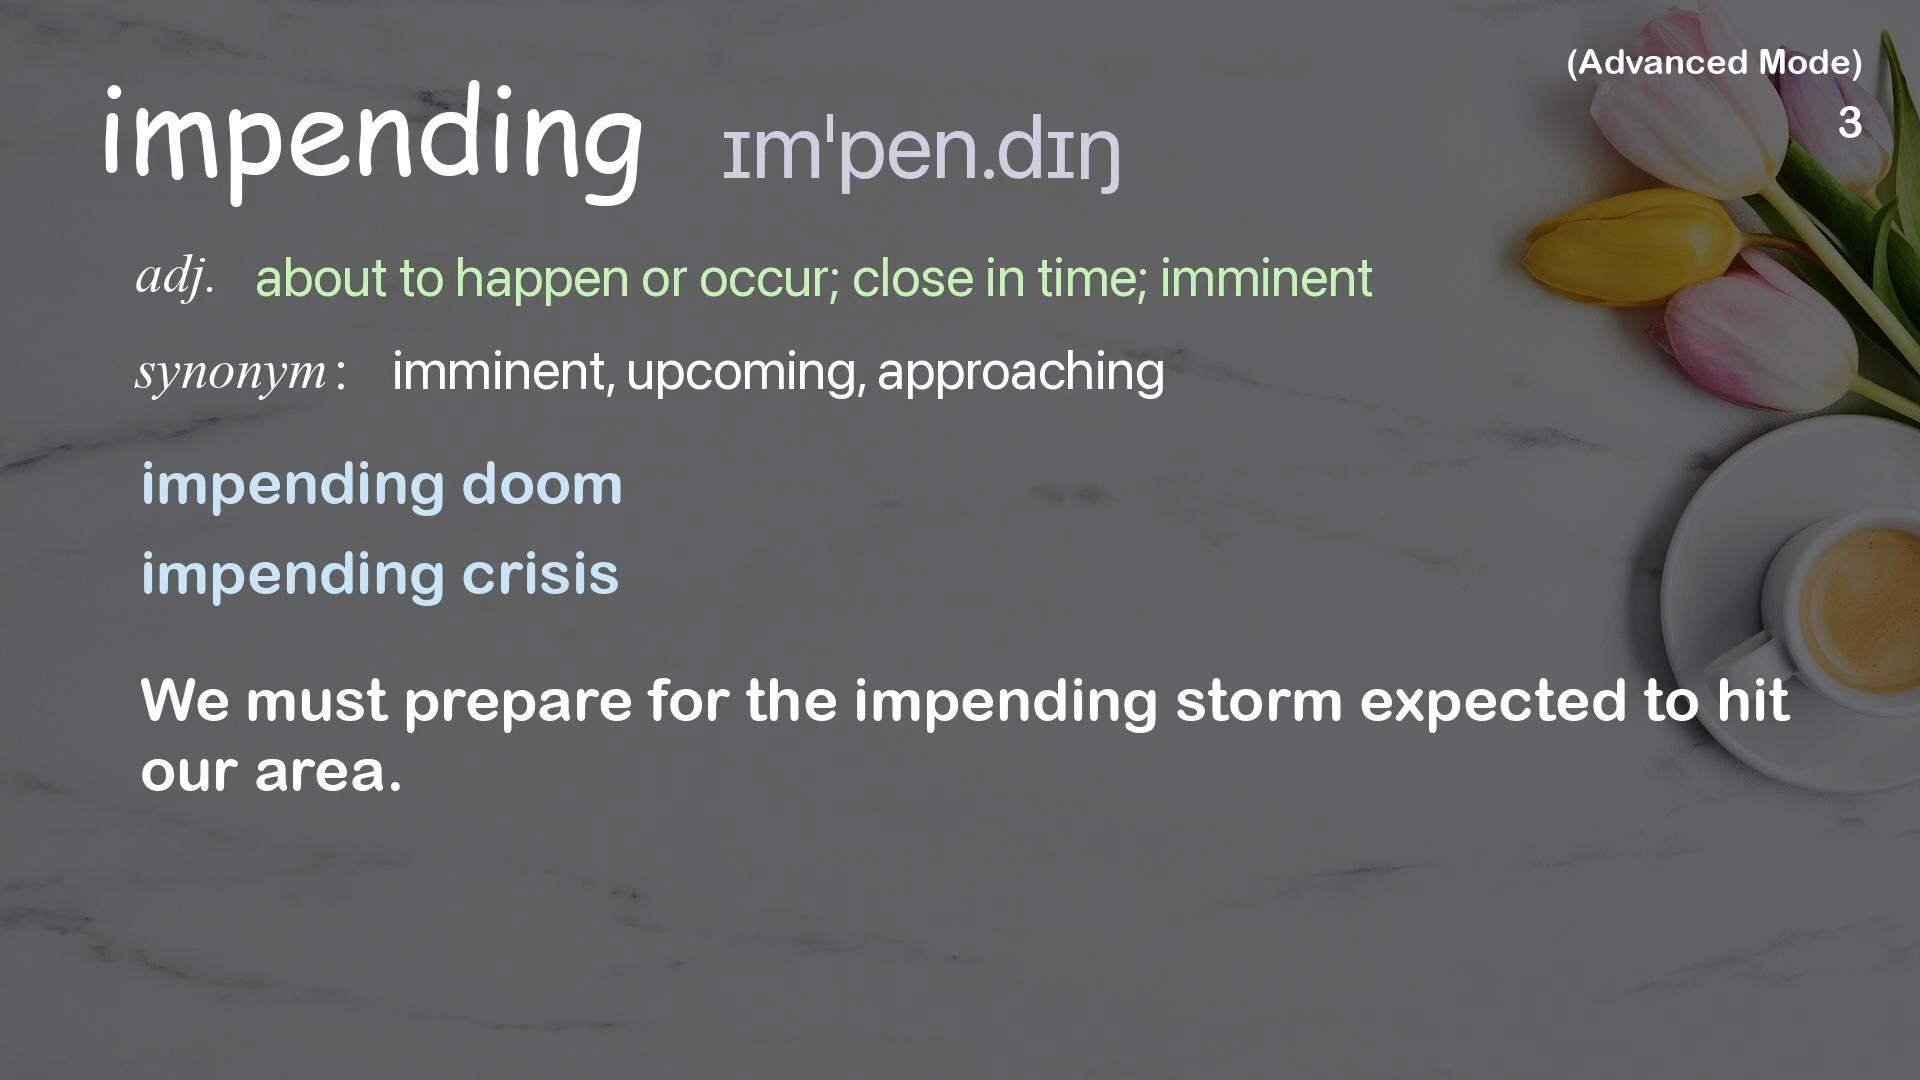 (Advanced Mode)
3
impending ɪmˈpen.dɪŋ
adj. about to happen or occur; close in time; imminent
synonym : imminent, upcoming, approaching
impending doom
impending crisis
We must prepare for the impending storm expected to hit
our area.